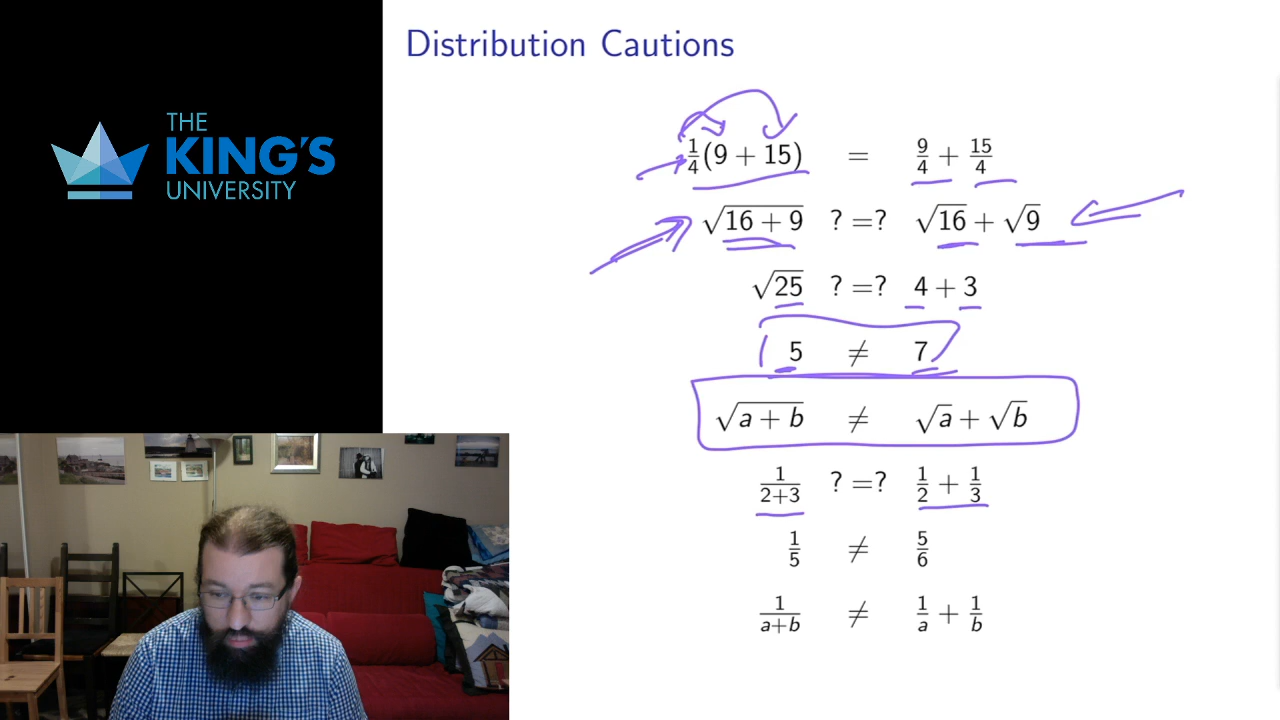 THE
KING'S
UNIVERSITY
Distribution Cautions
1/4(9 + 15) = 9/4 + 15/4
√(16 + 9) ? =? √16 + √9
√25 ? =? 4 + 3
5 ≠ 7
√(a + b) ≠ √a + √b
1/(2+3) ? =? 1/2 + 1/3
1/5 ≠ 5/6
1/(a+b) ≠ 1/a + 1/b